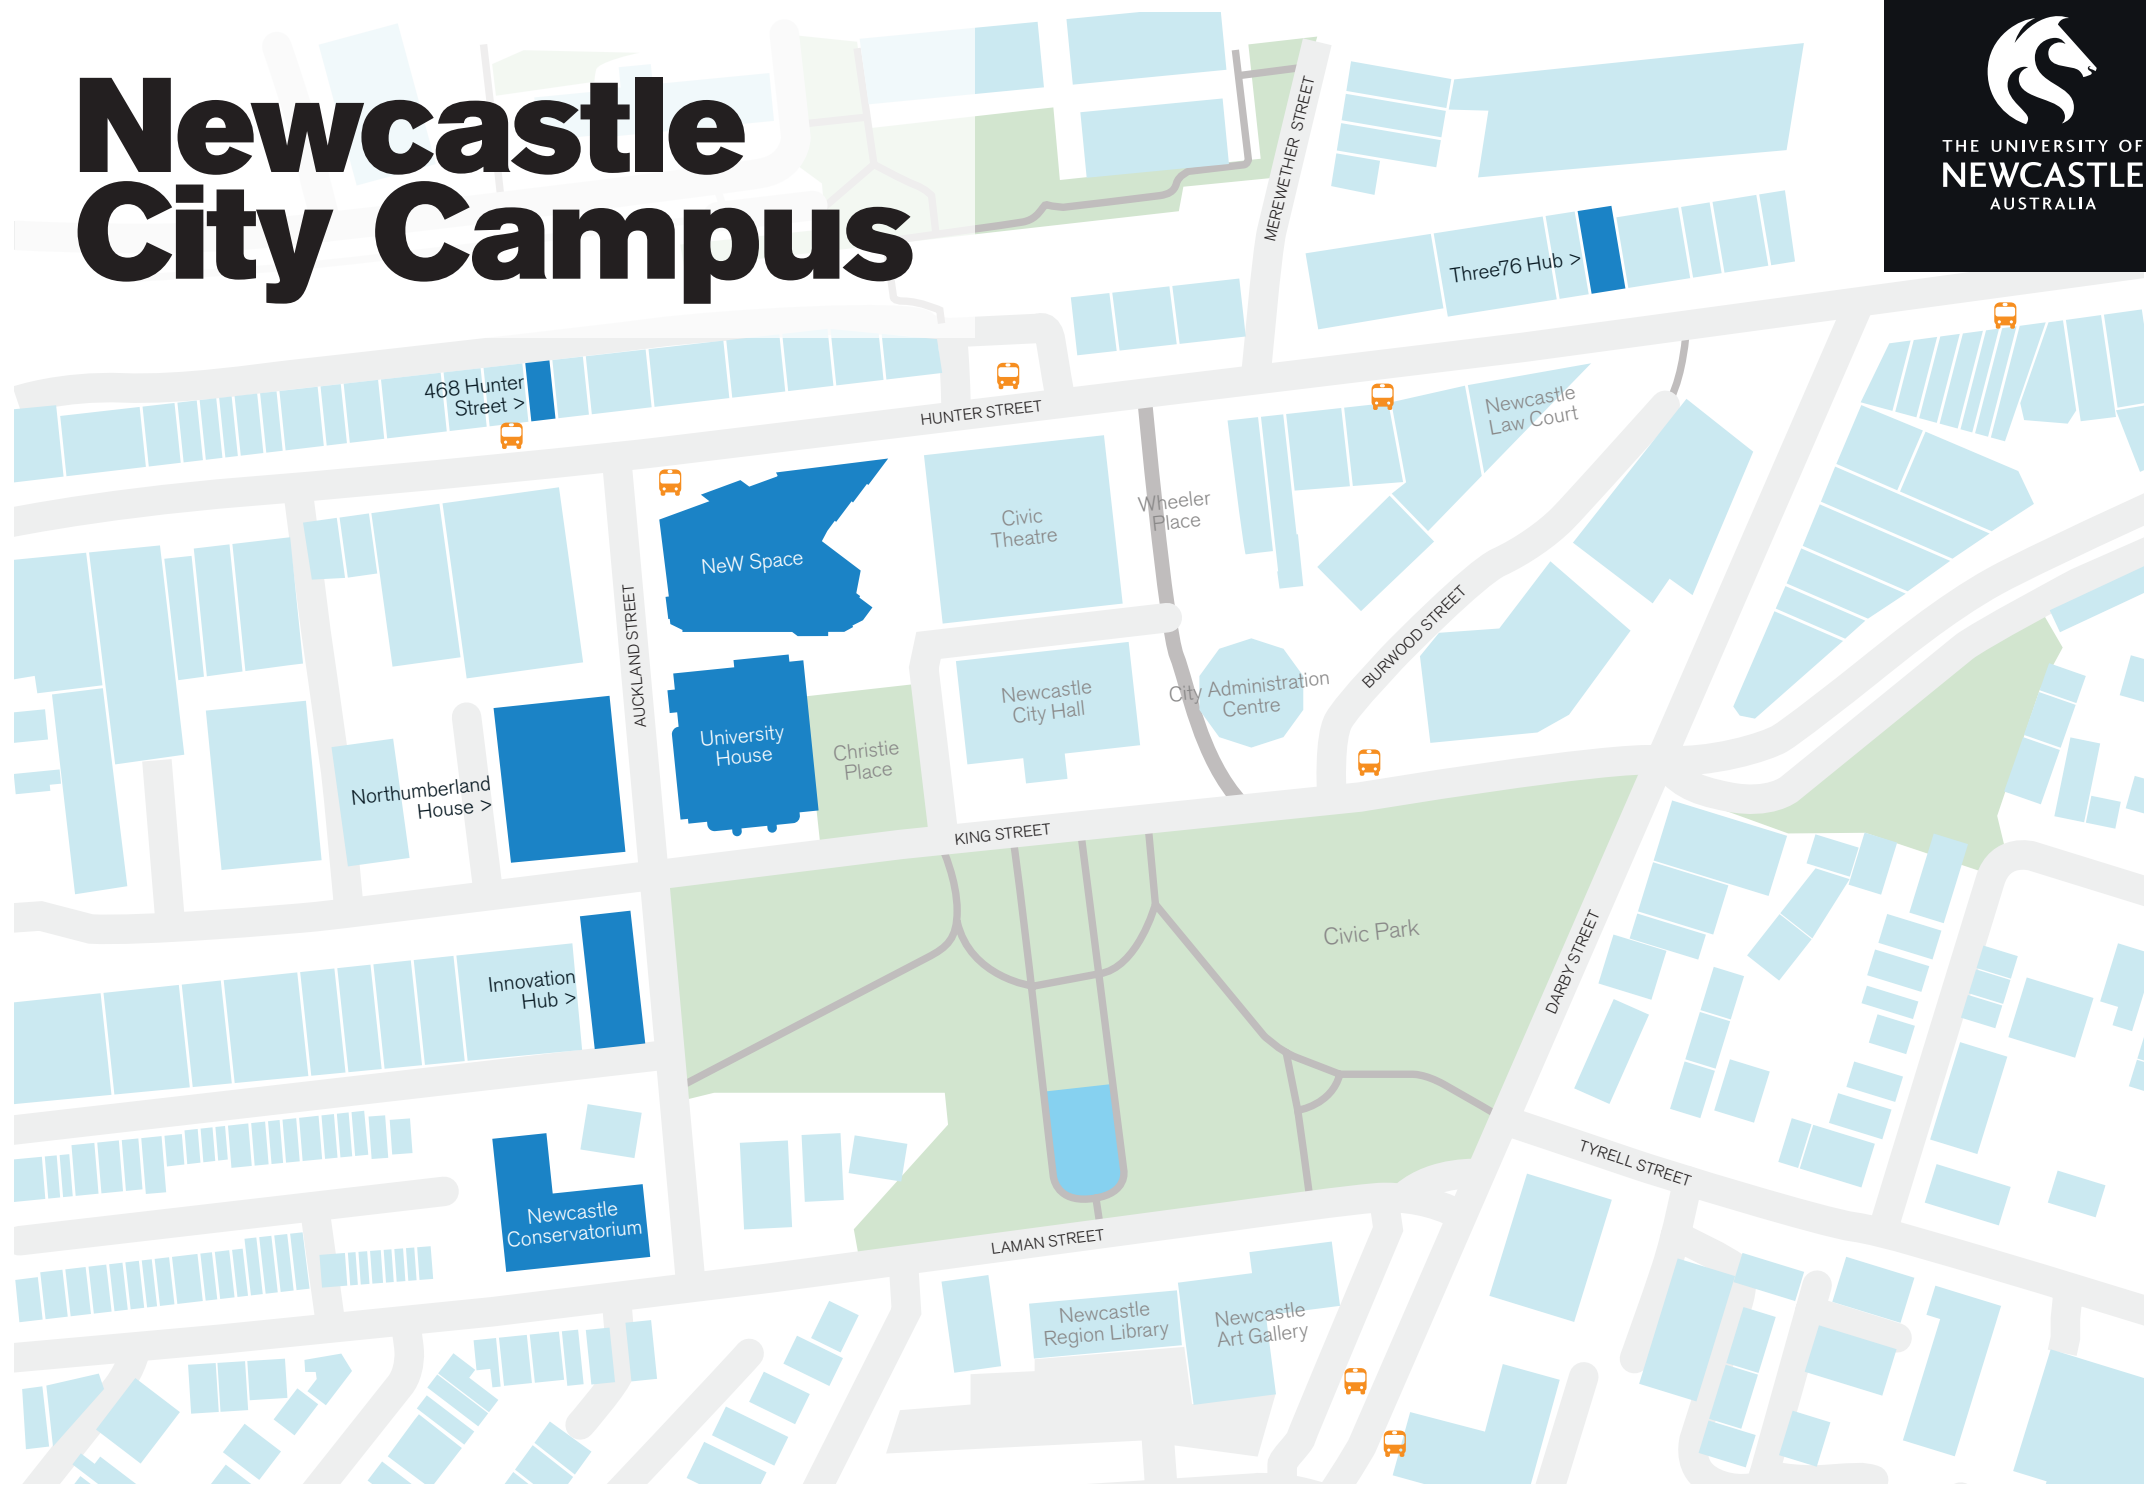 Newcastle
City Campus
THE UNIVERSITY OF
NEWCASTLE
AUSTRALIA
MEREWETHER STREET
Three76 Hub >
468 Hunter
Street >
HUNTER STREET
Newcastle
Law Court
Wheeler
Place
Civic
Theatre
NeW Space
AUCKLAND STREET
BURWOOD STREET
University
House
Christie
Place
Newcastle
City Hall
City Administration
Centre
Northumberland
House >
KING STREET
Civic Park
DARBY STREET
Innovation
Hub >
TYRELL STREET
Newcastle
Conservatorium
LAMAN STREET
Newcastle
Region Library
Newcastle
Art Gallery